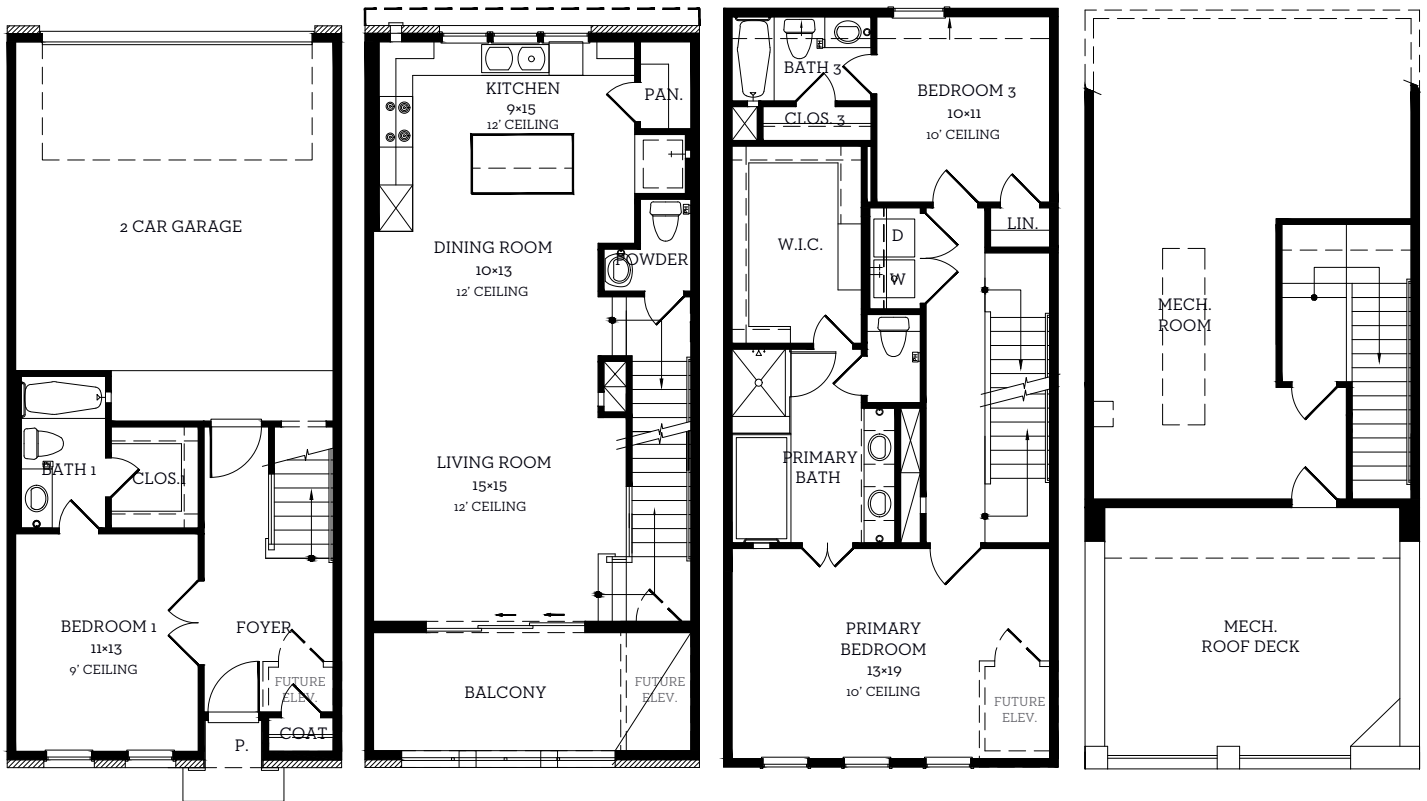 2 CAR GARAGE
BATH 1
CLOS.1
BEDROOM 1
11×13
9' CEILING
FOYER
FUTURE
ELEV.
COAT
P.
KITCHEN
9×15
12' CEILING
PAN.
DINING ROOM
10×13
12' CEILING
POWDER
LIVING ROOM
15×15
12' CEILING
BALCONY
FUTURE
ELEV.
BATH 3
CLOS. 3
BEDROOM 3
10×11
10' CEILING
W.I.C.
D
W
LIN.
PRIMARY
BATH
PRIMARY
BEDROOM
13×19
10' CEILING
FUTURE
ELEV.
MECH.
ROOM
MECH.
ROOF DECK